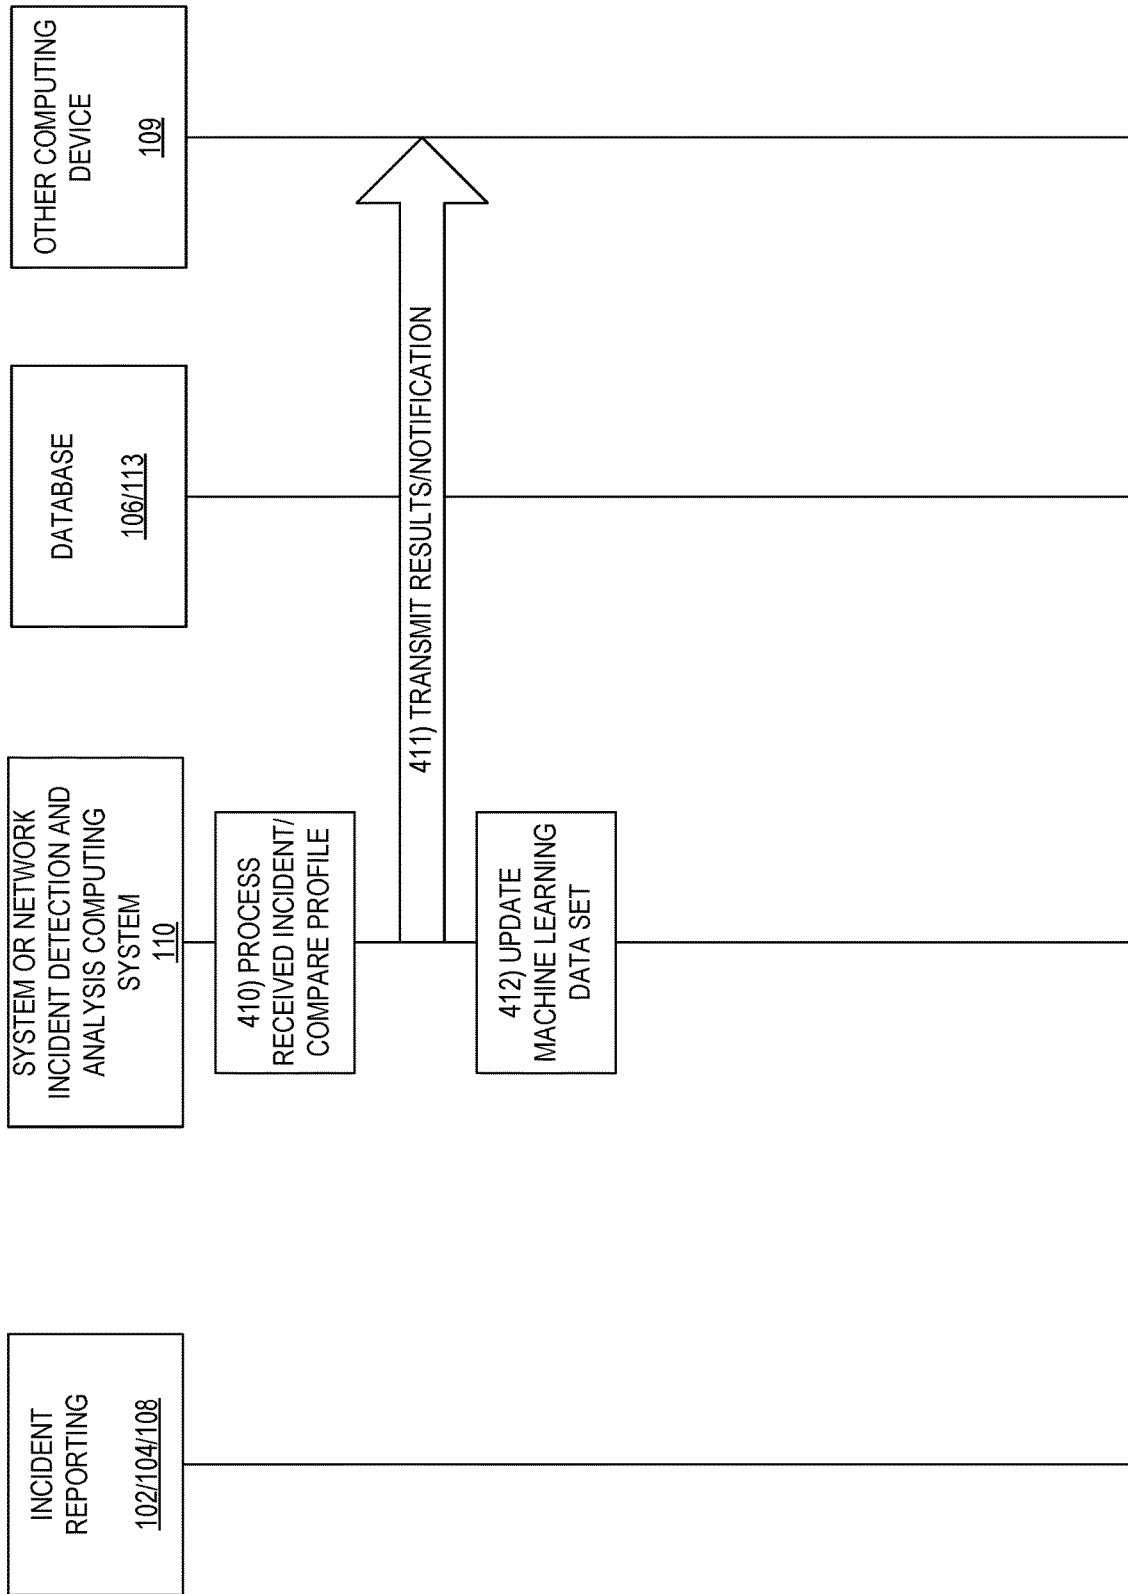 INCIDENT
REPORTING
102/104/108
SYSTEM OR NETWORK
INCIDENT DETECTION AND
ANALYSIS COMPUTING
SYSTEM
110
DATABASE
106/113
OTHER COMPUTING
DEVICE
109
410) PROCESS
RECEIVED INCIDENT/
COMPARE PROFILE
411) TRANSMIT RESULTS/NOTIFICATION
412) UPDATE
MACHINE LEARNING
DATA SET